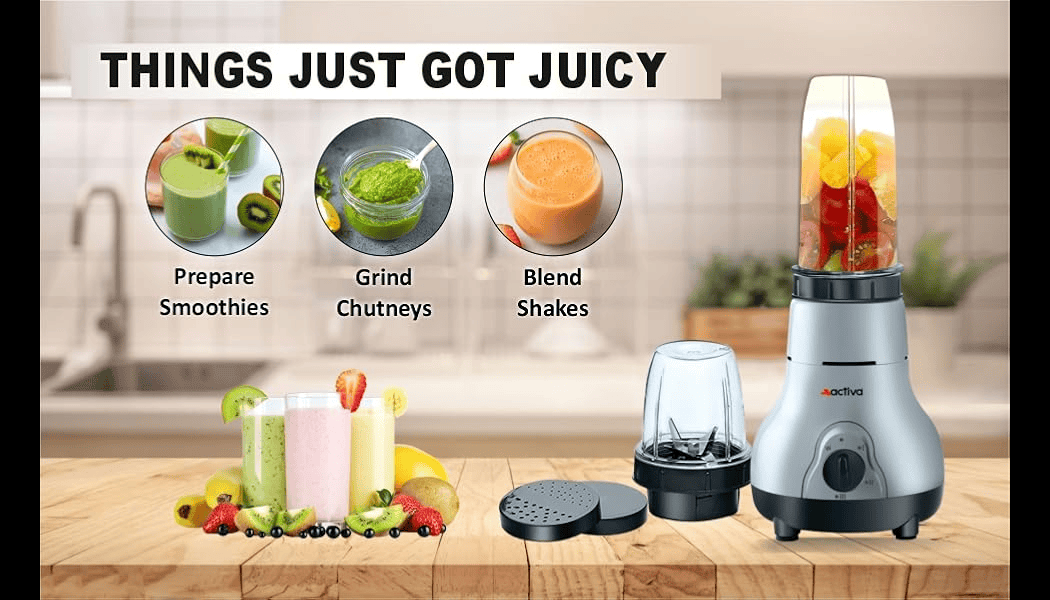 THINGS JUST GOT JUICY
Prepare
Smoothies
Grind
Chutneys
Blend
Shakes
activa